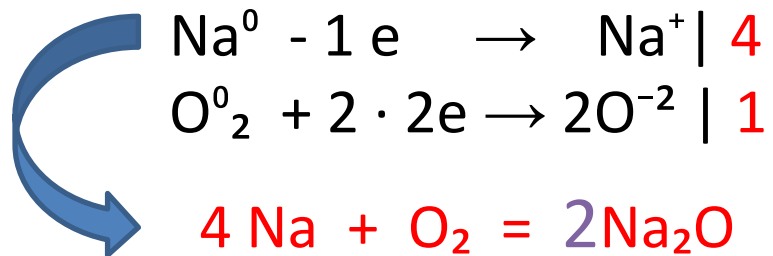 Na⁰ - 1 e → Na⁺| 4
O⁰₂ + 2 · 2e → 2O⁻² | 1
4 Na + O₂ = 2Na₂O